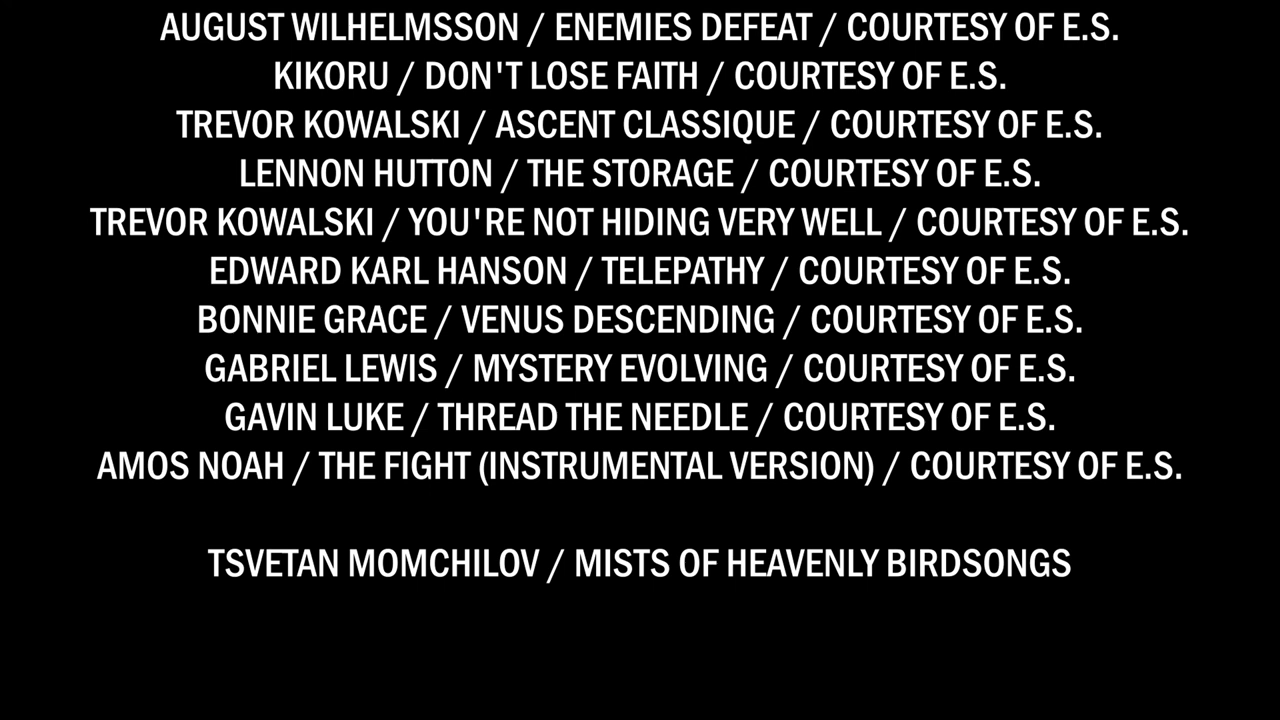 AUGUST WILHELMSSON / ENEMIES DEFEAT / COURTESY OF E.S.
KIKORU / DON'T LOSE FAITH / COURTESY OF E.S.
TREVOR KOWALSKI / ASCENT CLASSIQUE / COURTESY OF E.S.
LENNON HUTTON / THE STORAGE / COURTESY OF E.S.
TREVOR KOWALSKI / YOU'RE NOT HIDING VERY WELL / COURTESY OF E.S.
EDWARD KARL HANSON / TELEPATHY / COURTESY OF E.S.
BONNIE GRACE / VENUS DESCENDING / COURTESY OF E.S.
GABRIEL LEWIS / MYSTERY EVOLVING / COURTESY OF E.S.
GAVIN LUKE / THREAD THE NEEDLE / COURTESY OF E.S.
AMOS NOAH / THE FIGHT (INSTRUMENTAL VERSION) / COURTESY OF E.S.
TSVETAN MOMCHILOV / MISTS OF HEAVENLY BIRDSONGS